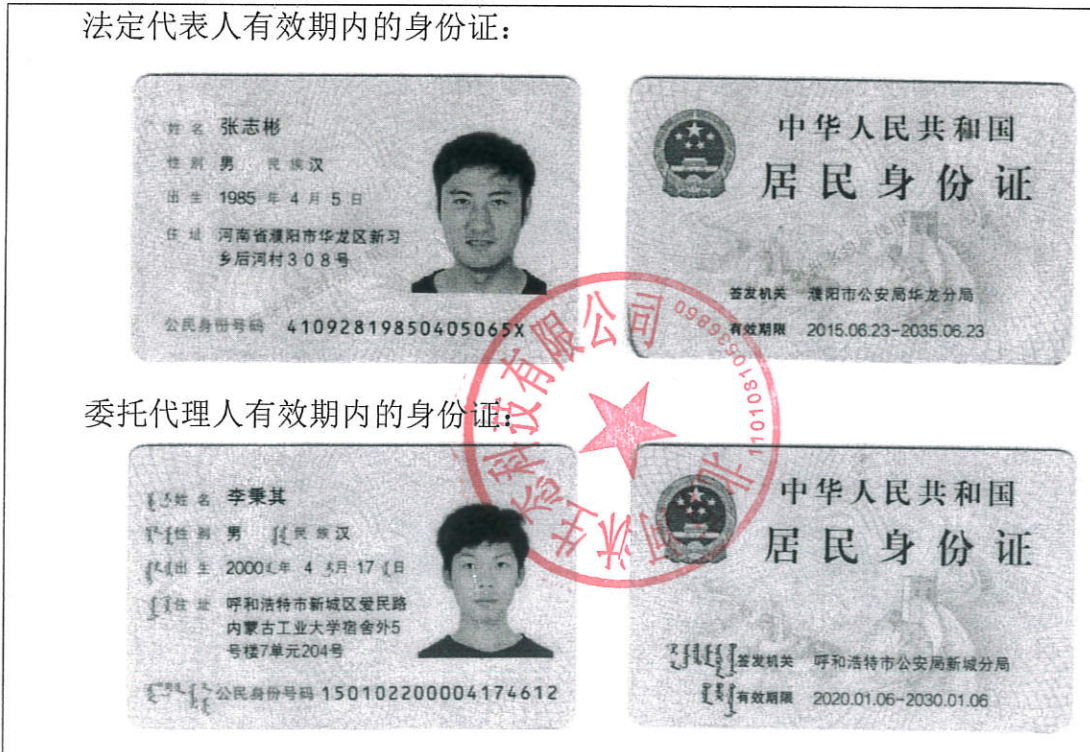 法定代表人有效期内的身份证：
姓名 张志彬
性别 男 民族 汉
出生 1985 年 4 月 5 日
住址 河南省濮阳市华龙区新习
乡后河村308号
公民身份号码 41092819850405065X
中华人民共和国
居民身份证
签发机关 濮阳市公安局华龙分局
有效期限 2015.06.23-2035.06.23
科技有限公司
委托代理人有效期内的身份证：
姓名 李秉其
性别 男 民族 汉
出生 2000 年 4 月 17 日
住址 呼和浩特市新城区爱民路
内蒙古工业大学宿舍外5
号楼7单元204号
公民身份号码 150102200004174612
中华人民共和国
居民身份证
签发机关 呼和浩特市公安局新城分局
有效期限 2020.01.06-2030.01.06